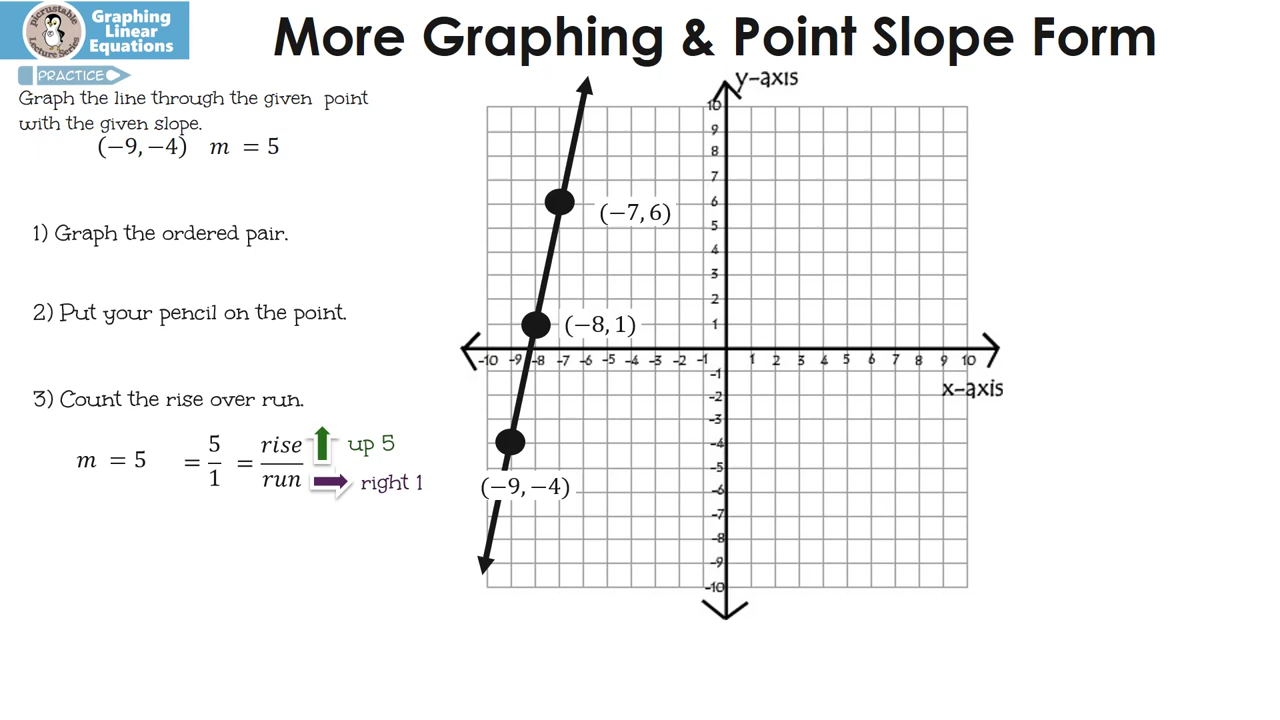 picrustable
Lecture Series
Graphing
Linear
Equations
More Graphing & Point Slope Form
PRACTICE
Graph the line through the given point
with the given slope.
(−9, −4) m = 5
1) Graph the ordered pair.
2) Put your pencil on the point.
3) Count the rise over run.
m = 5 = 5/1 = rise/run
up 5
right 1
y-axis
10
9
8
7
6
5
4
3
2
1
-10 -9 -8 -7 -6 -5 -4 -3 -2 -1 1 2 3 4 5 6 7 8 9 10
x-axis
-1
-2
-3
-4
-5
-6
-7
-8
-9
-10
(−7, 6)
(−8, 1)
(−9, −4)